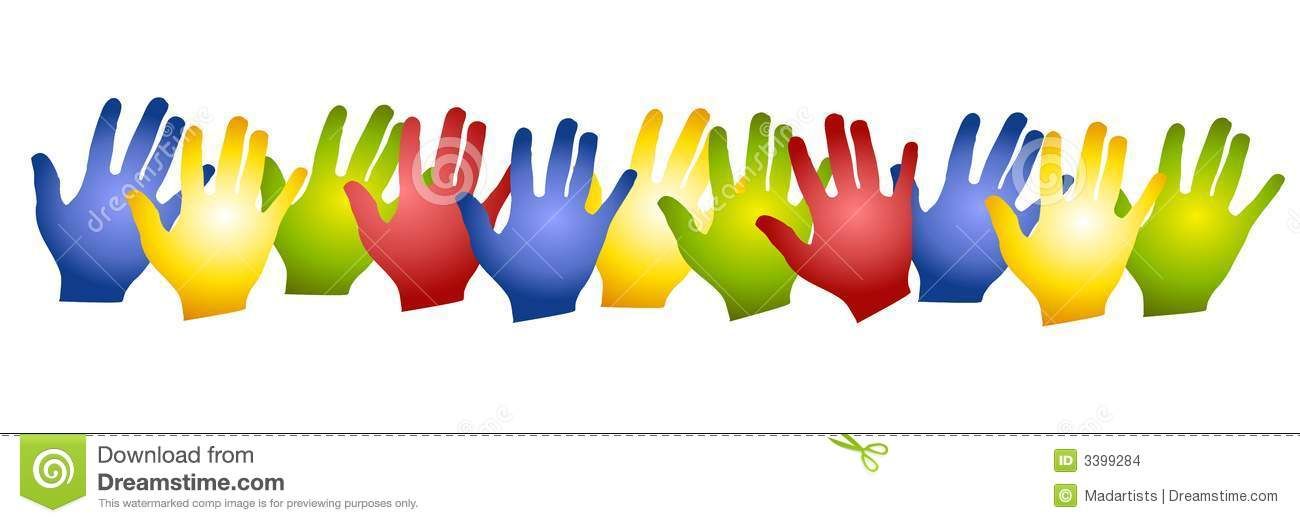 Download from
Dreamstime.com
This watermarked comp image is for previewing purposes only.
ID 3399284
© Madartists | Dreamstime.com